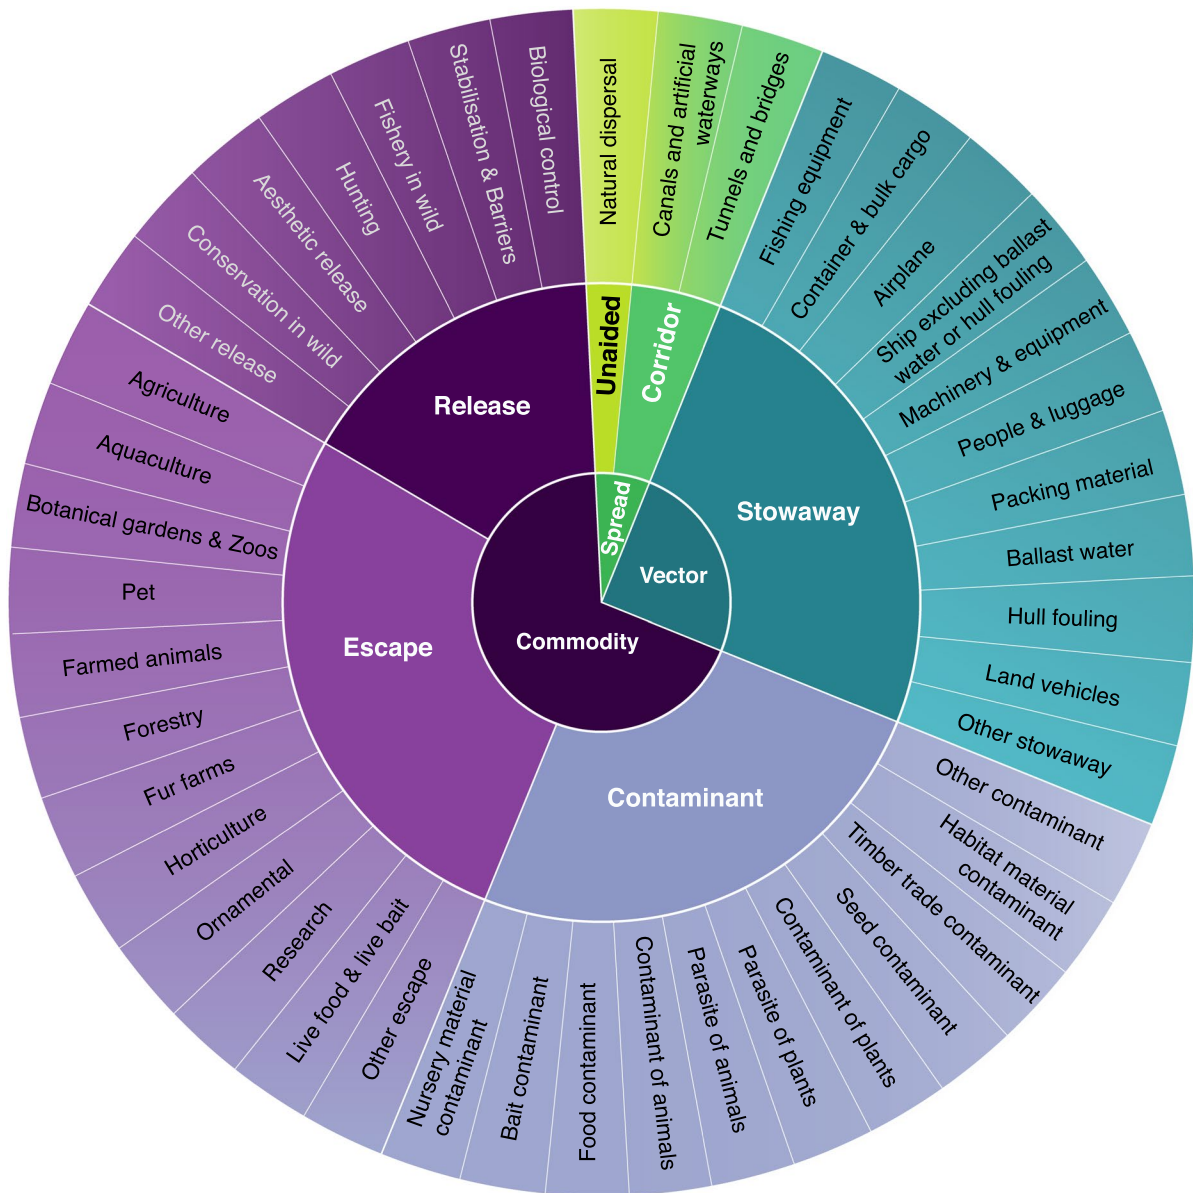 Natural dispersal
Canals and artificial
waterways
Tunnels and bridges
Fishing equipment
Container & bulk cargo
Airplane
Ship excluding ballast
water or hull fouling
Machinery & equipment
People & luggage
Packing material
Ballast water
Hull fouling
Land vehicles
Other stowaway
Other contaminant
Habitat material
contaminant
Timber trade contaminant
Seed contaminant
Contaminant of plants
Parasite of plants
Parasite of animals
Contaminant of animals
Food contaminant
Bait contaminant
Nursery material
contaminant
Other escape
Live food & live bait
Research
Ornamental
Horticulture
Fur farms
Forestry
Farmed animals
Pet
Botanical gardens & Zoos
Aquaculture
Agriculture
Other release
Conservation in wild
Aesthetic release
Hunting
Fishery in wild
Stabilisation & Barriers
Biological control
Unaided
Corridor
Stowaway
Contaminant
Escape
Release
Spread
Vector
Commodity